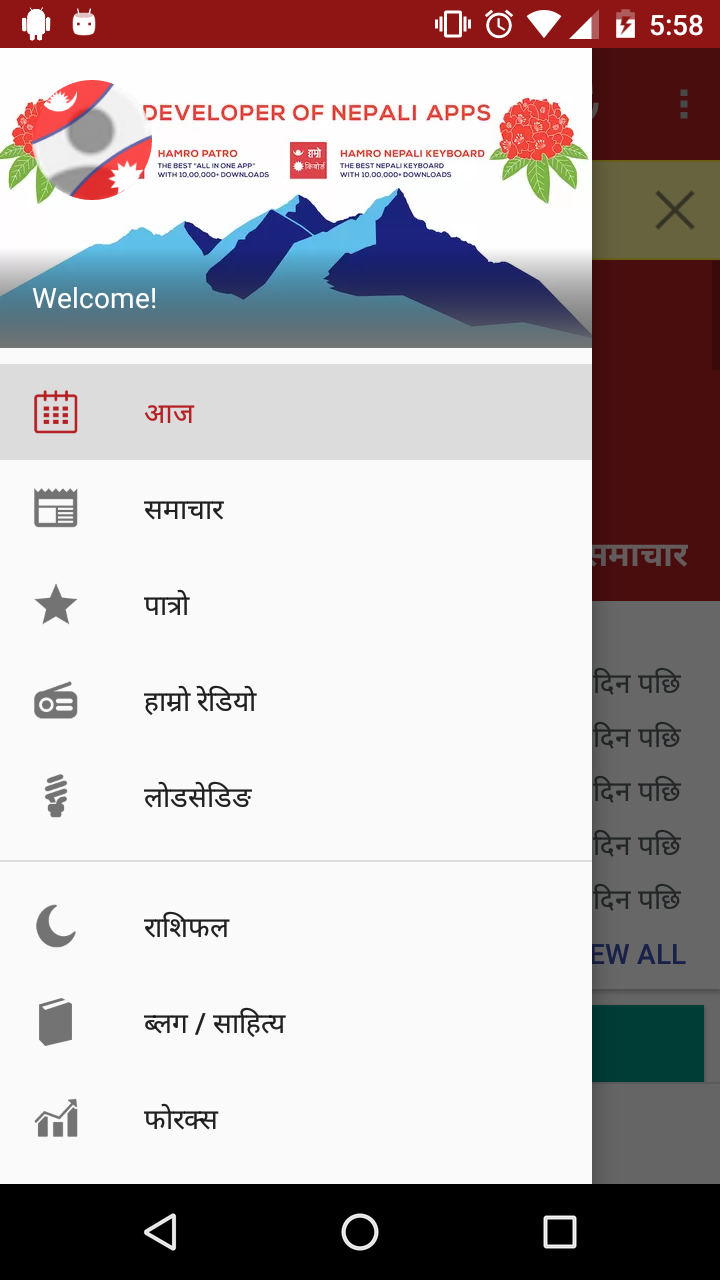 5:58
DEVELOPER OF NEPALI APPS
HAMRO PATRO
THE BEST "ALL IN ONE APP"
WITH 10,00,000+ DOWNLOADS
हाम्रो
किबोर्ड
HAMRO NEPALI KEYBOARD
THE BEST NEPALI KEYBOARD
WITH 10,00,000+ DOWNLOADS
Welcome!
आज
समाचार
पात्रो
हाम्रो रेडियो
लोडसेडिङ
राशिफल
ब्लग / साहित्य
फोरक्स
समाचार
दिन पछि
दिन पछि
दिन पछि
दिन पछि
दिन पछि
EW ALL